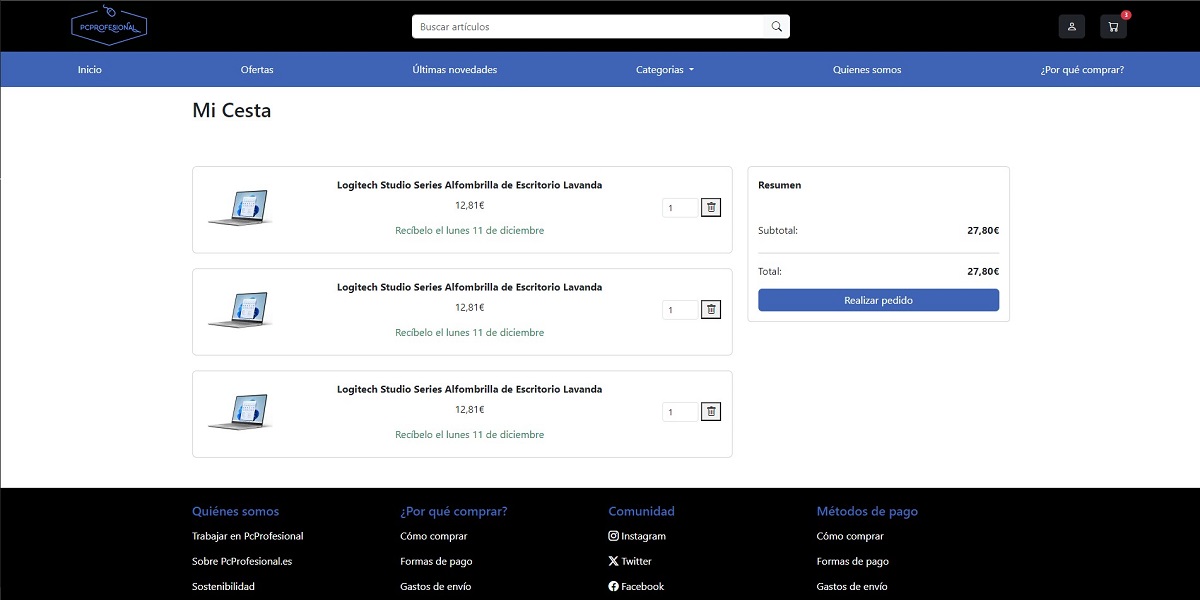 PCPROFESIONAL
Buscar artículos
3
Inicio
Ofertas
Últimas novedades
Categorias
Quienes somos
¿Por qué comprar?
Mi Cesta
Logitech Studio Series Alfombrilla de Escritorio Lavanda
12,81€
1
Recíbelo el lunes 11 de diciembre
Logitech Studio Series Alfombrilla de Escritorio Lavanda
12,81€
1
Recíbelo el lunes 11 de diciembre
Logitech Studio Series Alfombrilla de Escritorio Lavanda
12,81€
1
Recíbelo el lunes 11 de diciembre
Resumen
Subtotal: 27,80€
Total: 27,80€
Realizar pedido
Quiénes somos
Trabajar en PcProfesional
Sobre PcProfesional.es
Sostenibilidad
¿Por qué comprar?
Cómo comprar
Formas de pago
Gastos de envío
Comunidad
Instagram
Twitter
Facebook
Métodos de pago
Cómo comprar
Formas de pago
Gastos de envío